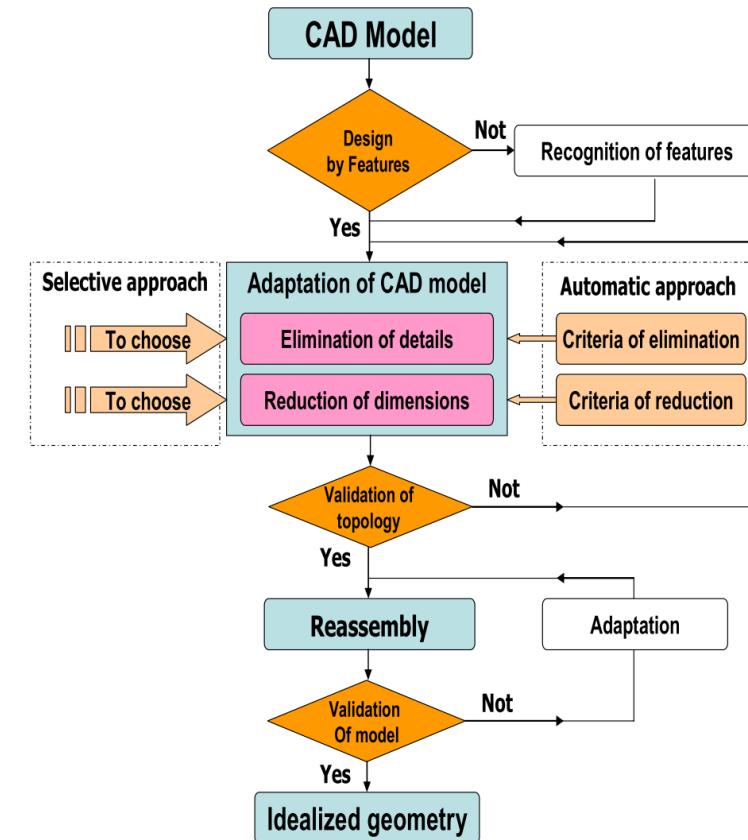 CAD Model
Design
by Features
Not
Recognition of features
Yes
Selective approach
Adaptation of CAD model
Automatic approach
To choose
Elimination of details
Criteria of elimination
To choose
Reduction of dimensions
Criteria of reduction
Validation of
topology
Not
Yes
Reassembly
Adaptation
Validation
Of model
Not
Yes
Idealized geometry